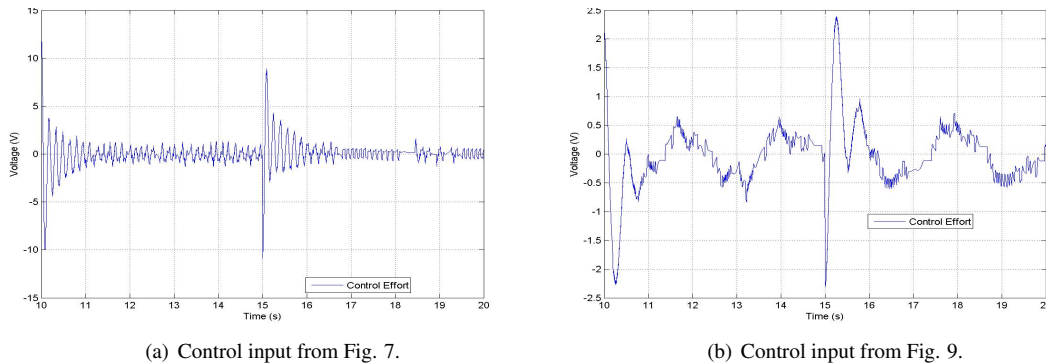 15
10
5
0
-5
-10
-15
Voltage (V)
10 11 12 13 14 15 16 17 18 19 20
Time (s)
Control Effort
(a) Control input from Fig. 7.
2.5
2
1.5
1
0.5
0
-0.5
-1
-1.5
-2
-2.5
Voltage (V)
10 11 12 13 14 15 16 17 18 19 20
Time (s)
Control Effort
(b) Control input from Fig. 9.